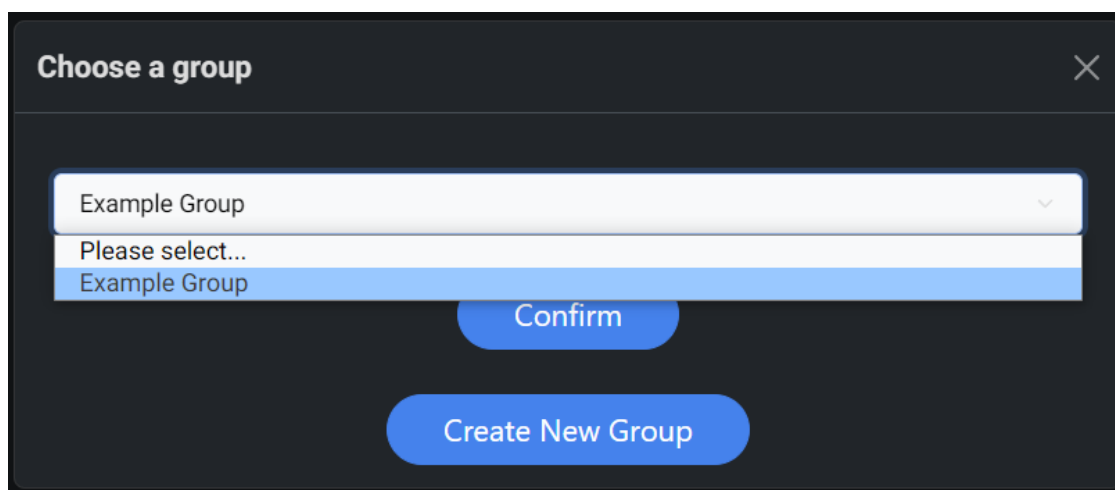 Choose a group
Example Group
Please select...
Example Group
Confirm
Create New Group